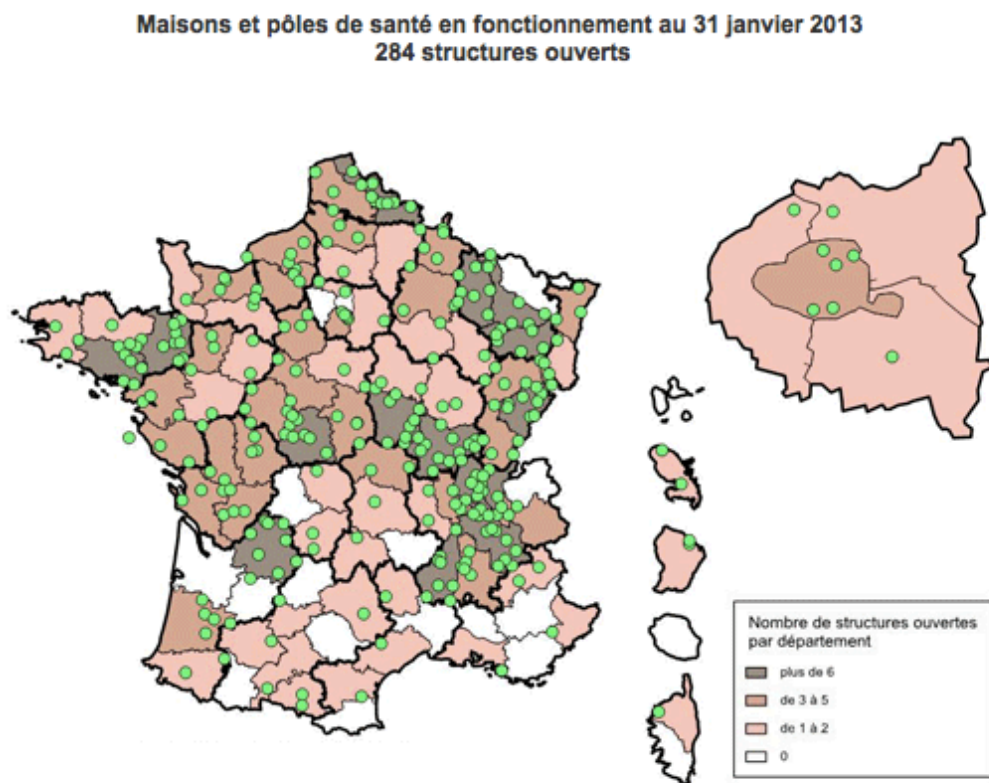 Maisons et pôles de santé en fonctionnement au 31 janvier 2013
284 structures ouverts
Nombre de structures ouvertes
par département
plus de 6
de 3 à 5
de 1 à 2
0